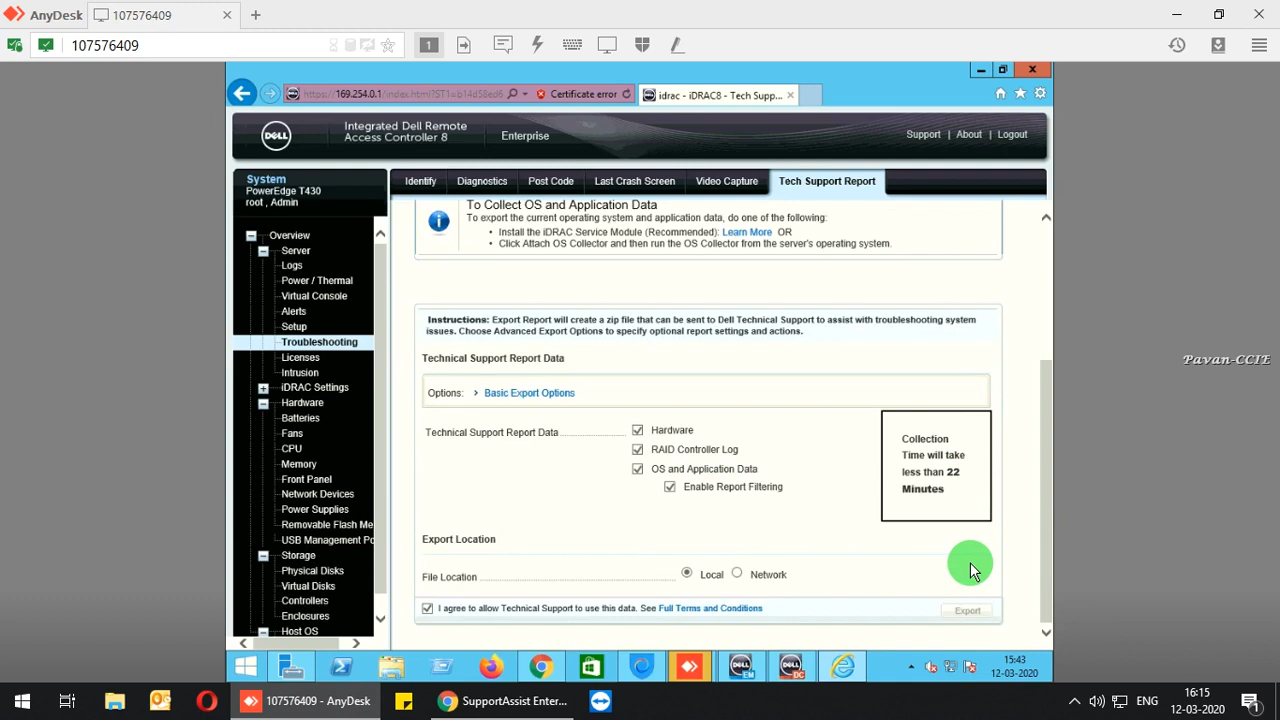 AnyDesk
107576409
107576409
1
https://169.254.0.1/index.html?ST1=b14d58ed6
Certificate error
idrac - iDRAC8 - Tech Supp...
DELL
Integrated Dell Remote
Access Controller 8
Enterprise
Support | About | Logout
System
PowerEdge T430
root , Admin
Identify
Diagnostics
Post Code
Last Crash Screen
Video Capture
Tech Support Report
Overview
Server
Logs
Power / Thermal
Virtual Console
Alerts
Setup
Troubleshooting
Licenses
Intrusion
iDRAC Settings
Hardware
Batteries
Fans
CPU
Memory
Front Panel
Network Devices
Power Supplies
Removable Flash Me
USB Management Po
Storage
Physical Disks
Virtual Disks
Controllers
Enclosures
Host OS
To Collect OS and Application Data
To export the current operating system and application data, do one of the following:
• Install the iDRAC Service Module (Recommended): Learn More OR
• Click Attach OS Collector and then run the OS Collector from the server's operating system.
Instructions: Export Report will create a zip file that can be sent to Dell Technical Support to assist with troubleshooting system
issues. Choose Advanced Export Options to specify optional report settings and actions.
Technical Support Report Data
Options: › Basic Export Options
Technical Support Report Data
Hardware
RAID Controller Log
OS and Application Data
Enable Report Filtering
Collection
Time will take
less than 22
Minutes
Export Location
File Location
Local
Network
I agree to allow Technical Support to use this data. See Full Terms and Conditions
Export
Pavan-CCIE
DELL
EM
DELL
DC
15:43
12-03-2020
107576409 - AnyDesk
SupportAssist Enter...
ENG
16:15
12-03-2020
1